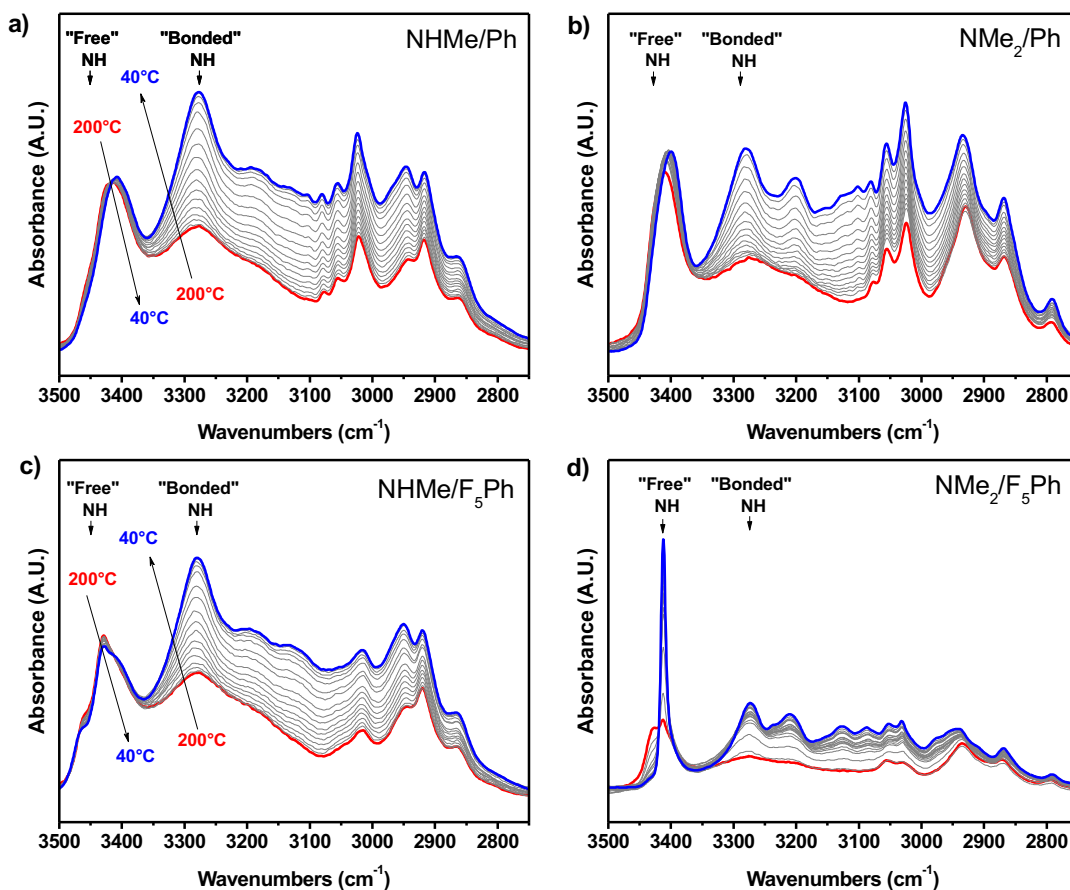 a)
NHMe/Ph
"Free" NH
"Bonded" NH
40°C
200°C
200°C
40°C
Absorbance (A.U.)
3500 3400 3300 3200 3100 3000 2900 2800
Wavenumbers (cm⁻¹)
b)
NMe₂/Ph
"Free" NH
"Bonded" NH
Absorbance (A.U.)
3500 3400 3300 3200 3100 3000 2900 2800
Wavenumbers (cm⁻¹)
c)
NHMe/F₅Ph
"Free" NH
"Bonded" NH
40°C
200°C
200°C
40°C
Absorbance (A.U.)
3500 3400 3300 3200 3100 3000 2900 2800
Wavenumbers (cm⁻¹)
d)
NMe₂/F₅Ph
"Free" NH
"Bonded" NH
Absorbance (A.U.)
3500 3400 3300 3200 3100 3000 2900 2800
Wavenumbers (cm⁻¹)